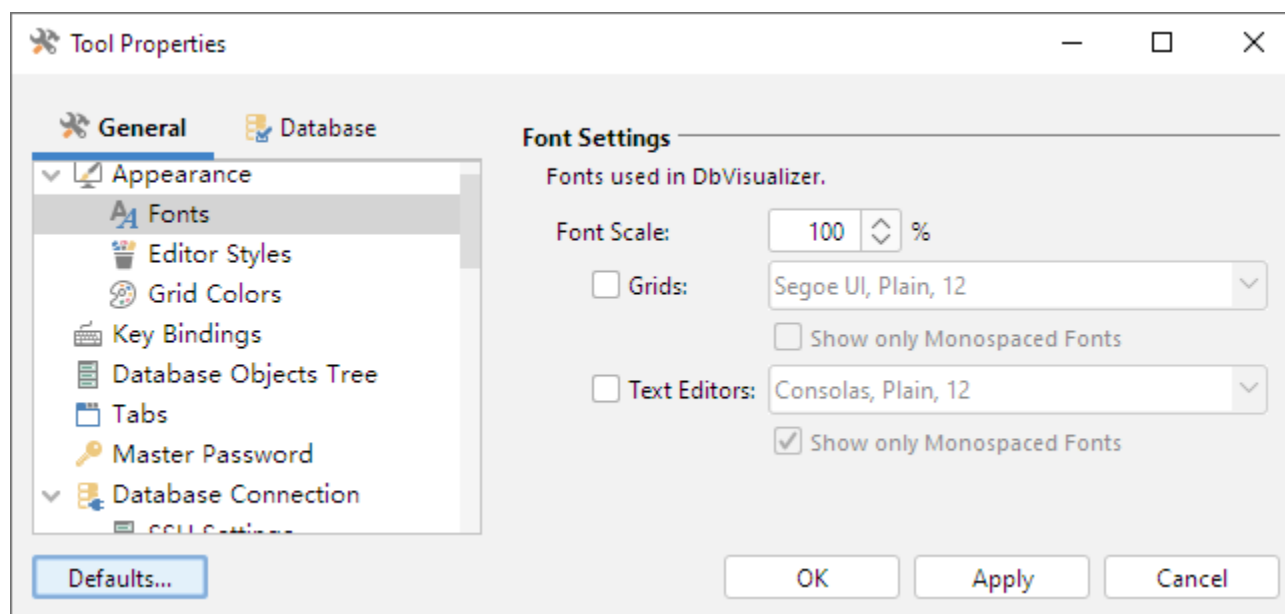 Tool Properties
General
Database
Appearance
Fonts
Editor Styles
Grid Colors
Key Bindings
Database Objects Tree
Tabs
Master Password
Database Connection
SSH Settings
Font Settings
Fonts used in DbVisualizer.
Font Scale: 100 %
Grids: Segoe UI, Plain, 12
Show only Monospaced Fonts
Text Editors: Consolas, Plain, 12
Show only Monospaced Fonts
Defaults...
OK
Apply
Cancel